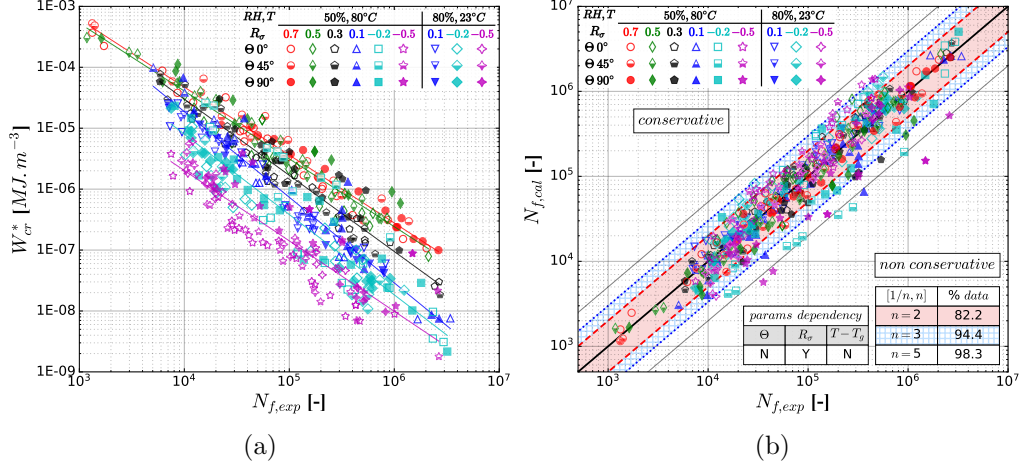 RH, T 50%, 80°C 80%, 23°C
Rσ 0.7 0.5 0.3 0.1 −0.2 −0.5 0.1 −0.2 −0.5
Θ 0°
Θ 45°
Θ 90°
1E-03
1E-04
1E-05
1E-06
1E-07
1E-08
1E-09
W*cr [MJ.m−3]
10^3 10^4 10^5 10^6 10^7
Nf,exp [-]
(a)
RH, T 50%, 80°C 80%, 23°C
Rσ 0.7 0.5 0.3 0.1 −0.2 −0.5 0.1 −0.2 −0.5
Θ 0°
Θ 45°
Θ 90°
conservative
non conservative
10^7
10^6
10^5
10^4
10^3
Nf,cal [-]
[1/n, n] % data
n = 2 82.2
n = 3 94.4
n = 5 98.3
params dependency
Θ Rσ T − Tg
N Y N
10^4 10^5 10^6 10^7
Nf,exp [-]
(b)